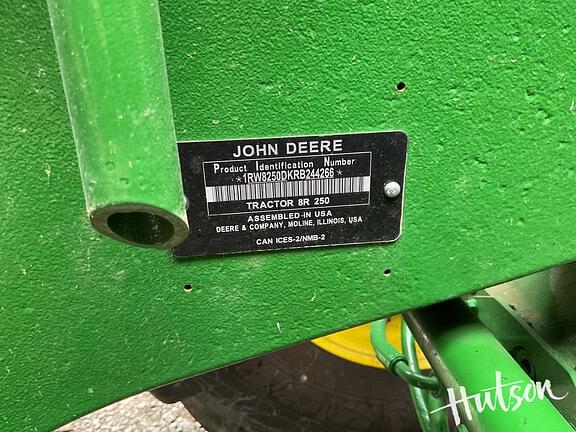 JOHN DEERE
Product Identification Number
*1RW8250DKRB244266*
TRACTOR 8R 250
ASSEMBLED IN USA
DEERE & COMPANY, MOLINE, ILLINOIS, USA
CAN ICES-2/NMB-2
Hutson